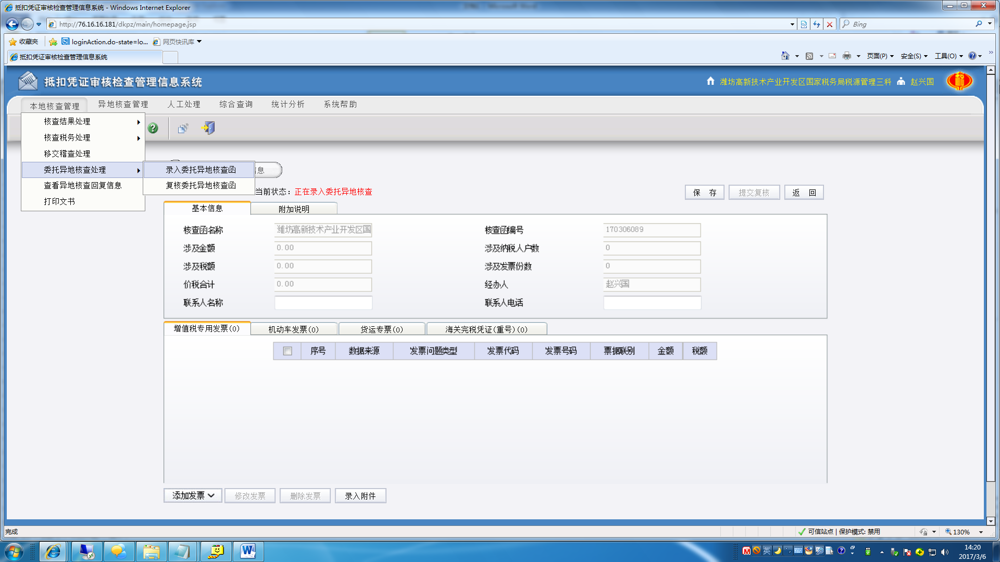 抵扣凭证审核检查管理信息系统 - Windows Internet Explorer
http://76.16.16.181/dkpz/main/homepage.jsp
Bing
收藏夹
loginAction.do-state=lo...
网页快讯库
抵扣凭证审核检查管理信息系统
页面(P)
安全(S)
工具(O)
抵扣凭证审核检查管理信息系统
潍坊高新技术产业开发区国家税务局税源管理三科
赵兴国
本地核查管理
异地核查管理
人工处理
综合查询
统计分析
系统帮助
核查结果处理
核查税务处理
移交稽查处理
委托异地核查处理
查看异地核查回复信息
打印文书
录入委托异地核查函
复核委托异地核查函
息
当前状态：正在录入委托异地核查
保 存
提交复核
返 回
基本信息
附加说明
核查函名称 潍坊高新技术产业开发区国
核查函编号 170306089
涉及金额 0.00
涉及纳税人户数 0
涉及税额 0.00
涉及发票份数 0
价税合计 0.00
经办人 赵兴国
联系人名称
联系人电话
增值税专用发票(0)
机动车发票(0)
货运专票(0)
海关完税凭证(重号)(0)
序号 数据来源 发票问题类型 发票代码 发票号码 票据联别 金额 税额
添加发票
修改发票
删除发票
录入附件
完成
可信站点 | 保护模式: 禁用
130%
英
14:20
2017/3/6